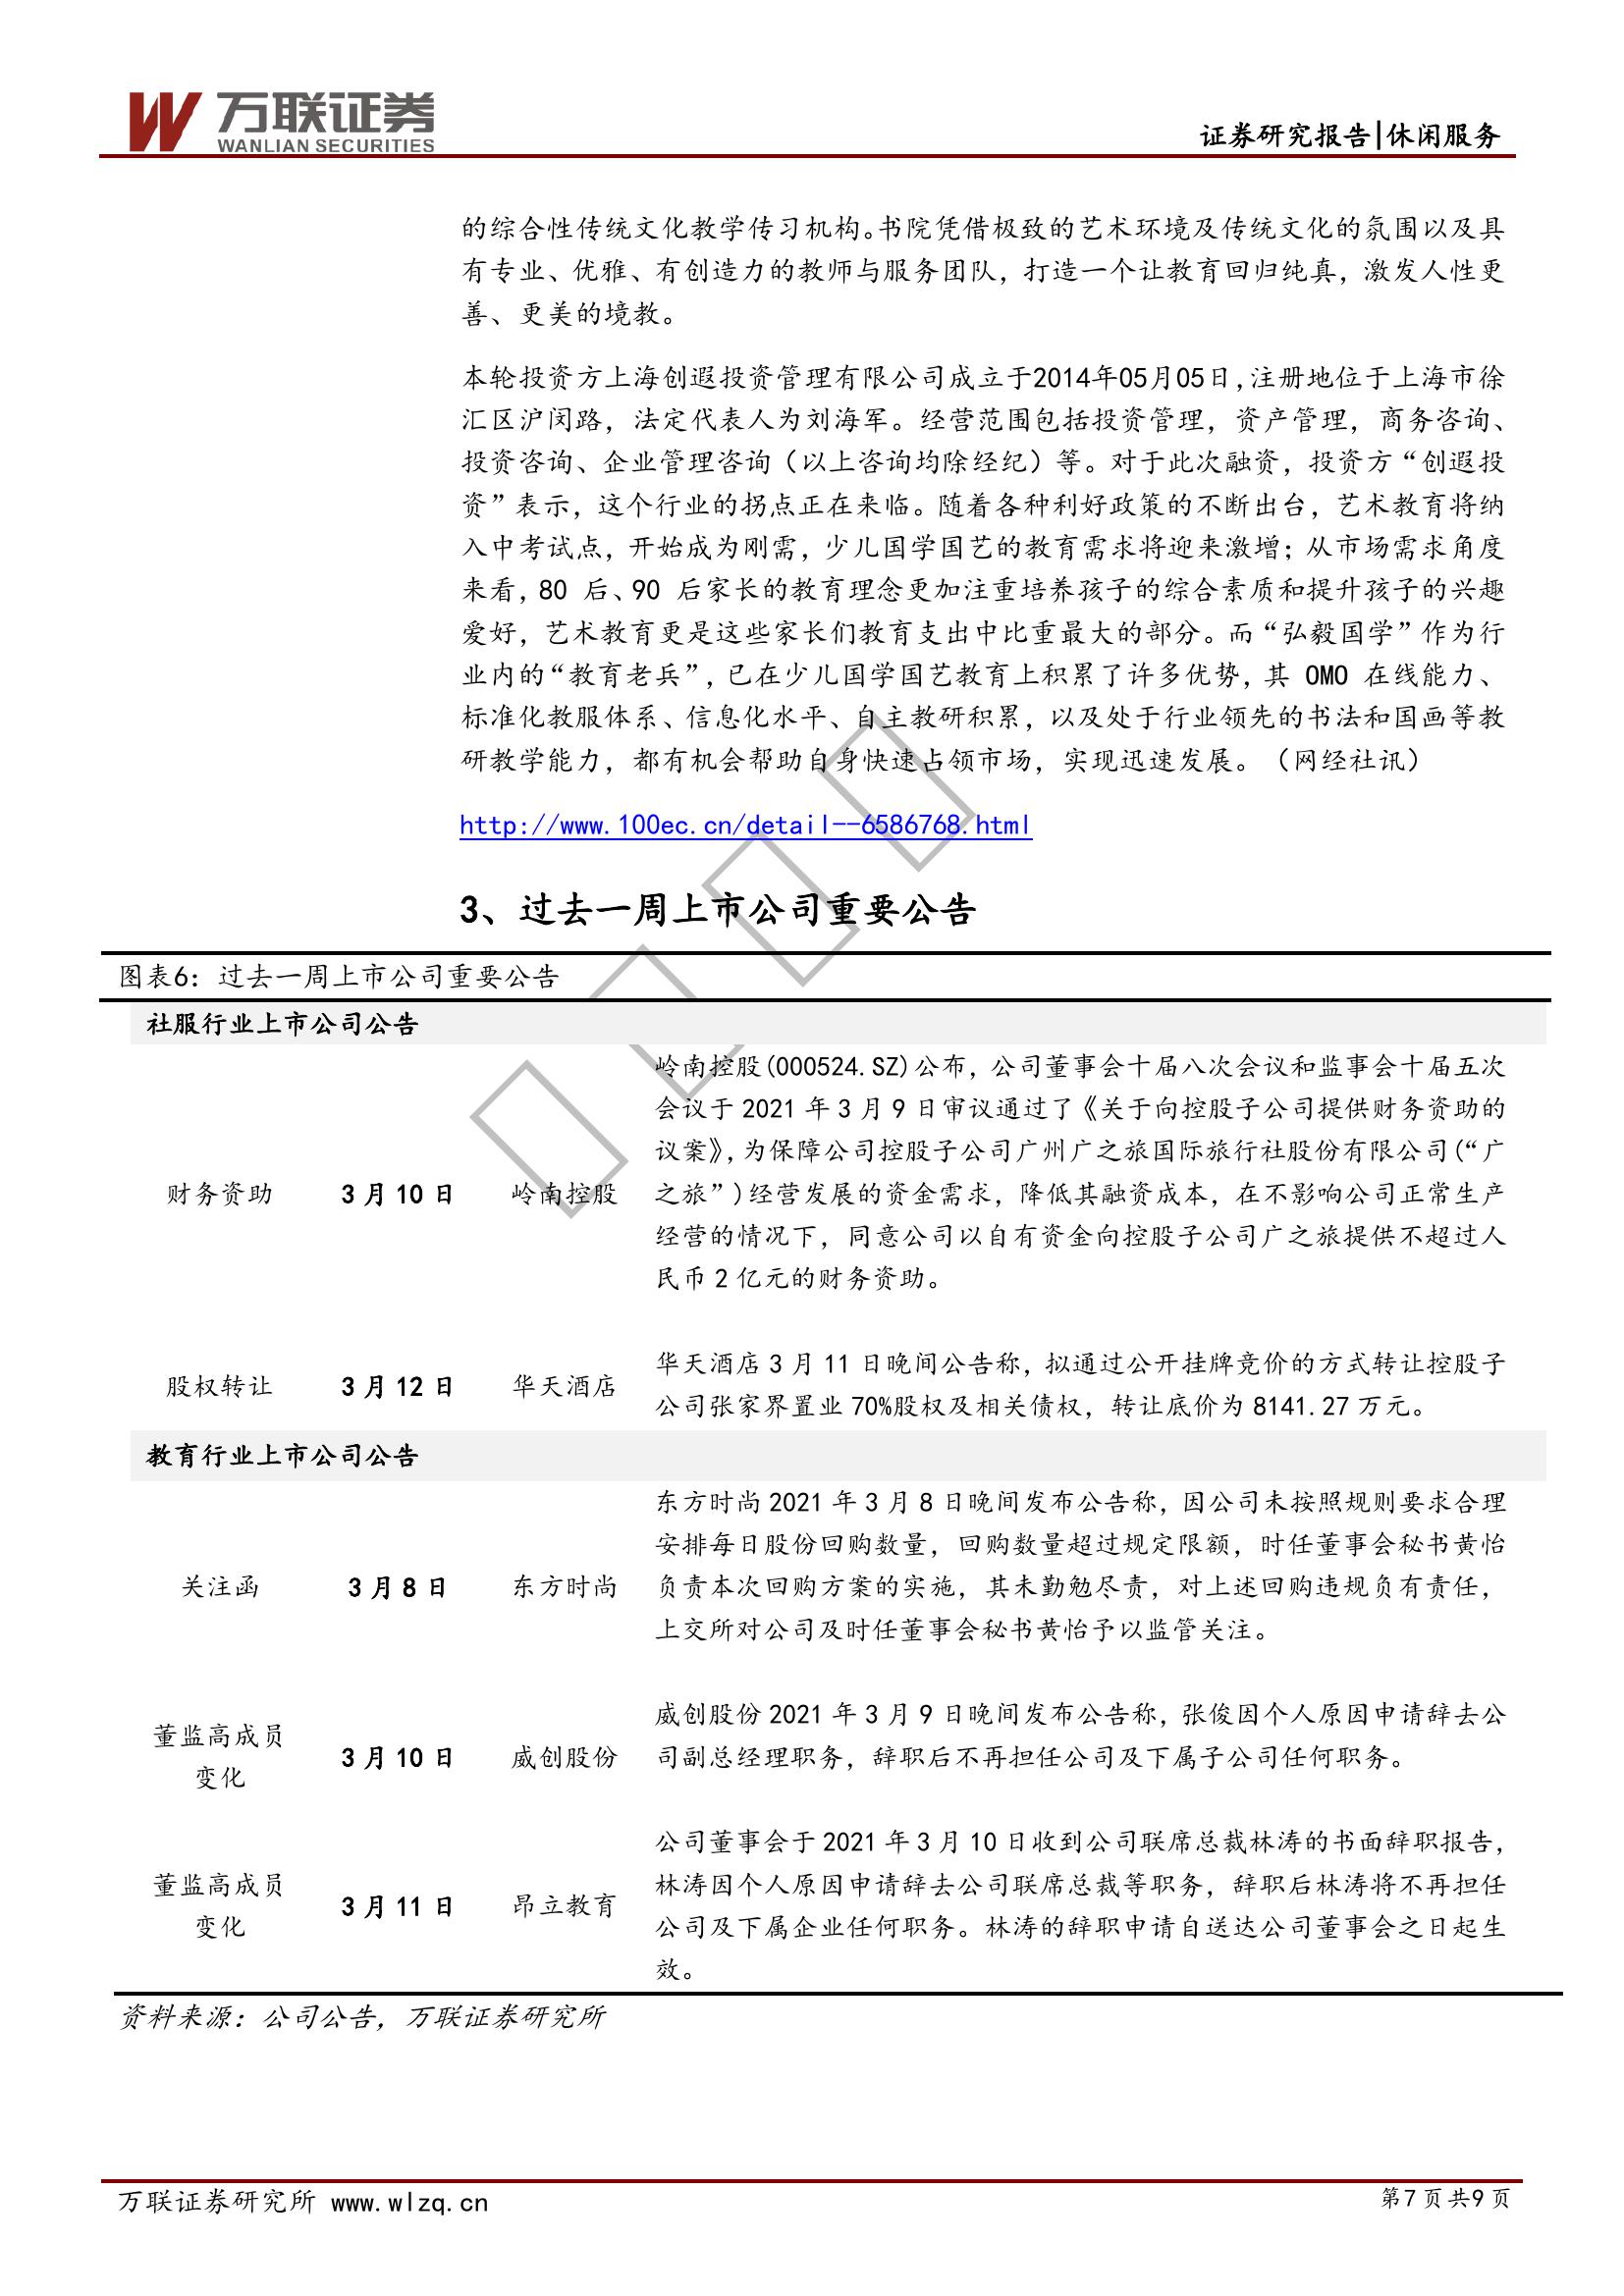 万联证券
WANLIAN SECURITIES
证券研究报告|休闲服务
的综合性传统文化教学传习机构。书院凭借极致的艺术环境及传统文化的氛围以及具
有专业、优雅、有创造力的教师与服务团队，打造一个让教育回归纯真，激发人性更
善、更美的境教。
本轮投资方上海创遐投资管理有限公司成立于2014年05月05日，注册地位于上海市徐
汇区沪闵路，法定代表人为刘海军。经营范围包括投资管理，资产管理，商务咨询、
投资咨询、企业管理咨询（以上咨询均除经纪）等。对于此次融资，投资方“创遐投
资”表示，这个行业的拐点正在来临。随着各种利好政策的不断出台，艺术教育将纳
入中考试点，开始成为刚需，少儿国学国艺的教育需求将迎来激增；从市场需求角度
来看，80 后、90 后家长的教育理念更加注重培养孩子的综合素质和提升孩子的兴趣
爱好，艺术教育更是这些家长们教育支出中比重最大的部分。而“弘毅国学”作为行
业内的“教育老兵”，已在少儿国学国艺教育上积累了许多优势，其 OMO 在线能力、
标准化教服体系、信息化水平、自主教研积累，以及处于行业领先的书法和国画等教
研教学能力，都有机会帮助自身快速占领市场，实现迅速发展。（网经社讯）
http://www.100ec.cn/detail--6586768.html
3、过去一周上市公司重要公告
图表6：过去一周上市公司重要公告
社服行业上市公司公告
财务资助 3 月 10 日 岭南控股
岭南控股(000524.SZ)公布，公司董事会十届八次会议和监事会十届五次
会议于 2021 年 3 月 9 日审议通过了《关于向控股子公司提供财务资助的
议案》，为保障公司控股子公司广州广之旅国际旅行社股份有限公司(“广
之旅”)经营发展的资金需求，降低其融资成本，在不影响公司正常生产
经营的情况下，同意公司以自有资金向控股子公司广之旅提供不超过人
民币 2 亿元的财务资助。
股权转让 3 月 12 日 华天酒店
华天酒店 3 月 11 日晚间公告称，拟通过公开挂牌竞价的方式转让控股子
公司张家界置业 70%股权及相关债权，转让底价为 8141.27 万元。
教育行业上市公司公告
关注函 3 月 8 日 东方时尚
东方时尚 2021 年 3 月 8 日晚间发布公告称，因公司未按照规则要求合理
安排每日股份回购数量，回购数量超过规定限额，时任董事会秘书黄怡
负责本次回购方案的实施，其未勤勉尽责，对上述回购违规负有责任，
上交所对公司及时任董事会秘书黄怡予以监管关注。
董监高成员
变化
3 月 10 日 威创股份
威创股份 2021 年 3 月 9 日晚间发布公告称，张俊因个人原因申请辞去公
司副总经理职务，辞职后不再担任公司及下属子公司任何职务。
董监高成员
变化
3 月 11 日 昂立教育
公司董事会于 2021 年 3 月 10 日收到公司联席总裁林涛的书面辞职报告，
林涛因个人原因申请辞去公司联席总裁等职务，辞职后林涛将不再担任
公司及下属企业任何职务。林涛的辞职申请自送达公司董事会之日起生
效。
资料来源：公司公告，万联证券研究所
万联证券研究所 www.wlzq.cn
第7页共9页